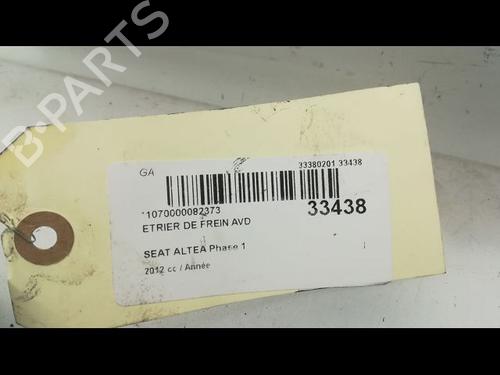 B-PARTS
GA
33380201 33438
*1070000082373
33438
ETRIER DE FREIN AVD
SEAT ALTEA Phase 1
2012 cc / Année